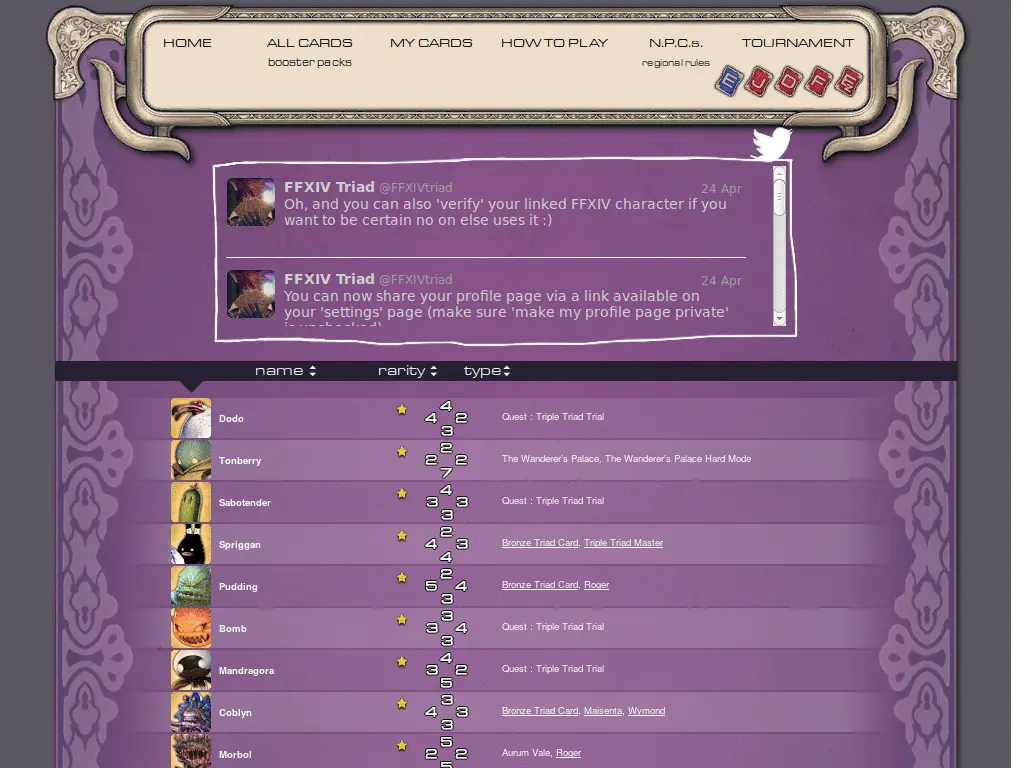 HOME ALL CARDS MY CARDS HOW TO PLAY N.P.C.s. TOURNAMENT
booster packs regional rules
E J D F EN
FFXIV Triad @FFXIVtriad 24 Apr
Oh, and you can also 'verify' your linked FFXIV character if you
want to be certain no on else uses it :)
FFXIV Triad @FFXIVtriad 24 Apr
You can now share your profile page via a link available on
your 'settings' page (make sure 'make my profile page private'
is unchecked)
name rarity type
4
Dodo 4 2 Quest : Triple Triad Trial
3
2
Tonberry 2 2 The Wanderer's Palace, The Wanderer's Palace Hard Mode
7
4
Sabotender 3 3 Quest : Triple Triad Trial
3
2
Spriggan 4 3 Bronze Triad Card, Triple Triad Master
4
2
Pudding 5 4 Bronze Triad Card, Roger
3
3
Bomb 3 4 Quest : Triple Triad Trial
3
4
Mandragora 3 2 Quest : Triple Triad Trial
5
3
Coblyn 4 3 Bronze Triad Card, Maisenta, Wymond
3
5
Morbol 2 2 Aurum Vale, Roger